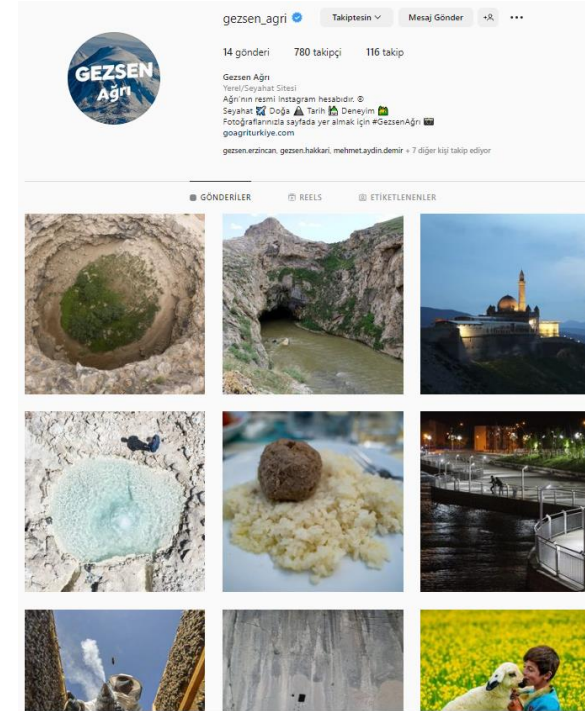 gezsen_agri Takiptesin Mesaj Gönder
14 gönderi 780 takipçi 116 takip
GEZSEN
Ağrı
Gezsen Ağrı
Yerel/Seyahat Sitesi
Ağrı'nın resmi Instagram hesabıdır. ©
Seyahat Doğa Tarih Deneyim
Fotoğraflarınızla sayfada yer almak için #GezsenAğrı
goagriturkiye.com
gezsen.erzincan, gezsen.hakkari, mehmet.aydin.demir + 7 diğer kişi takip ediyor
GÖNDERİLER REELS ETİKETLENENLER